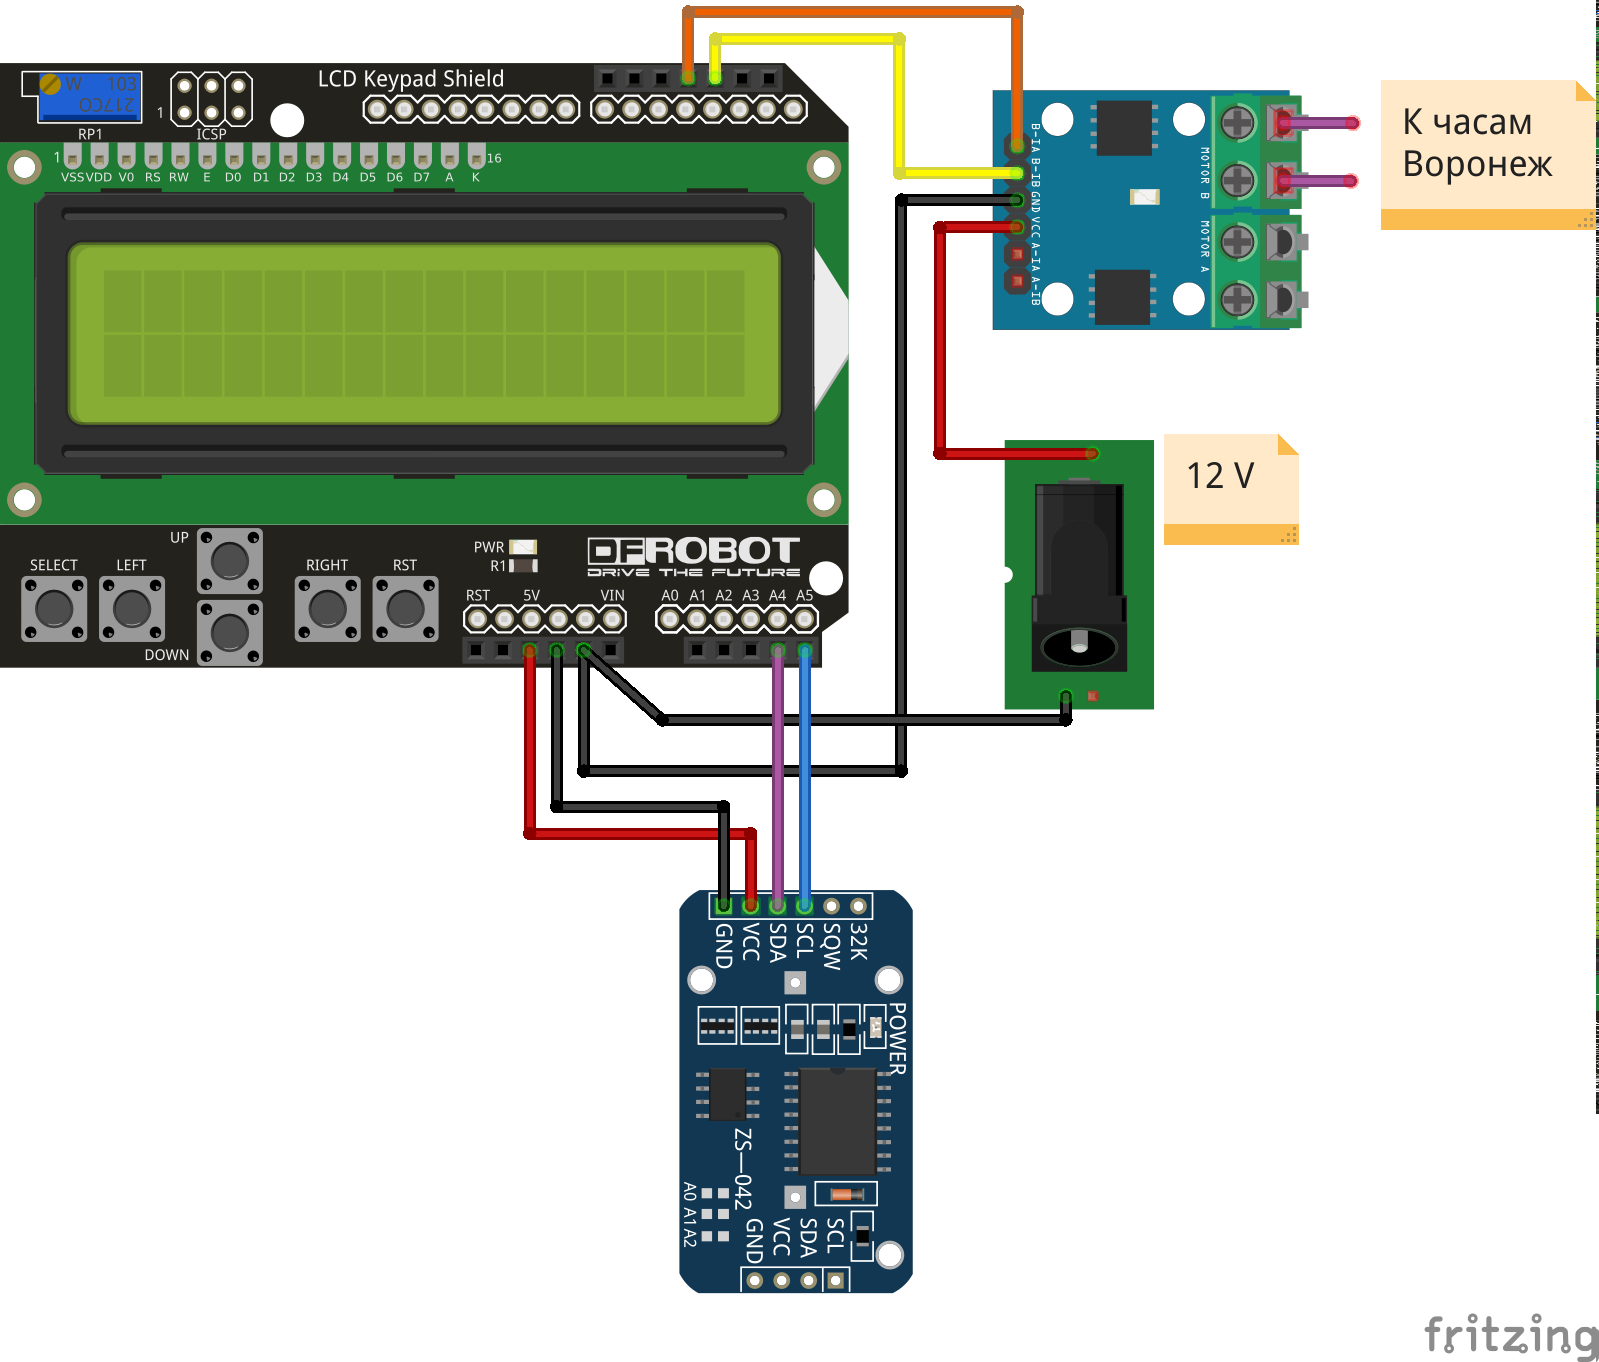 LCD Keypad Shield
W 103
217CO
RP1
1
ICSP
1
16
VSS VDD V0 RS RW E D0 D1 D2 D3 D4 D5 D6 D7 A K
B-IA B-IB GND VCC A-IA A-IB
MOTOR B
MOTOR A
К часам
Воронеж
12 V
UP
SELECT
LEFT
DOWN
RIGHT
RST
PWR
R1
DFROBOT
DRIVE THE FUTURE
RST
5V
VIN
A0 A1 A2 A3 A4 A5
GND VCC SDA SCL SQW 32K
POWER
ZS—042
A0 A1 A2
GND VCC SDA SCL
fritzing